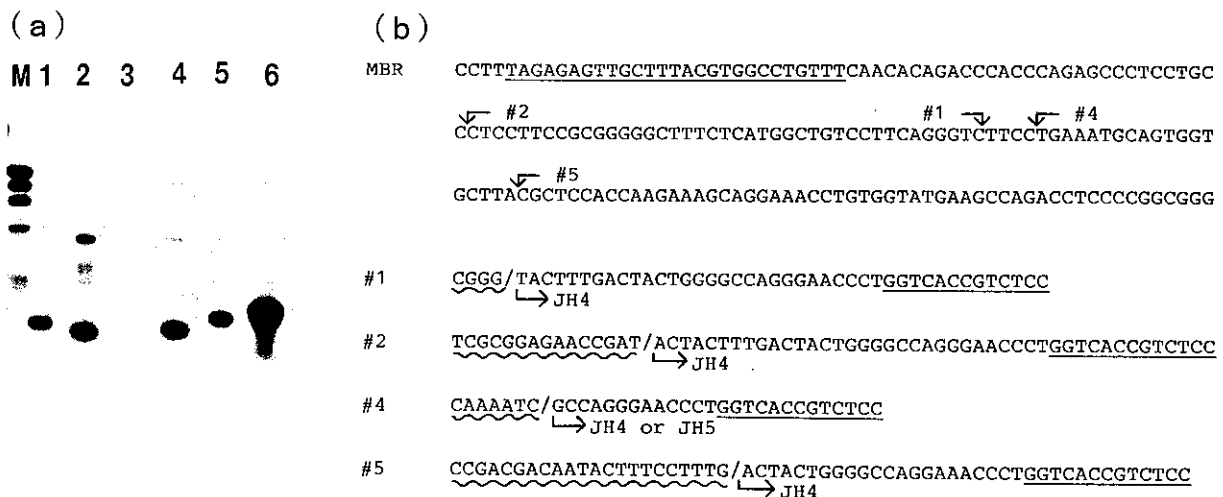 (a)
M 1 2 3 4 5 6
(b)
MBR CCTTTAGAGAGTTGCTTTACGTGGCCTGTTTCAACACAGACCCACCCAGAGCCCTCCTGC
#2 #1 #4
CCTCCTTCCGCGGGGGCTTTCTCATGGCTGTCCTTCAGGGTCTTCCTGAAATGCAGTGGT
#5
GCTTACGCTCCACCAAGAAAGCAGGAAACCTGTGGTATGAAGCCAGACCTCCCCGGCGGG
#1 CGGG/TACTTTGACTACTGGGGCCAGGGAACCCTGGTCACCGTCTCC
JH4
#2 TCGCGGAGAACCGAT/ACTACTTTGACTACTGGGGCCAGGGAACCCTGGTCACCGTCTCC
JH4
#4 CAAAATC/GCCAGGGAACCCTGGTCACCGTCTCC
JH4 or JH5
#5 CCGACGACAATACTTTCCTTTG/ACTACTGGGGCCAGGAAACCCTGGTCACCGTCTCC
JH4